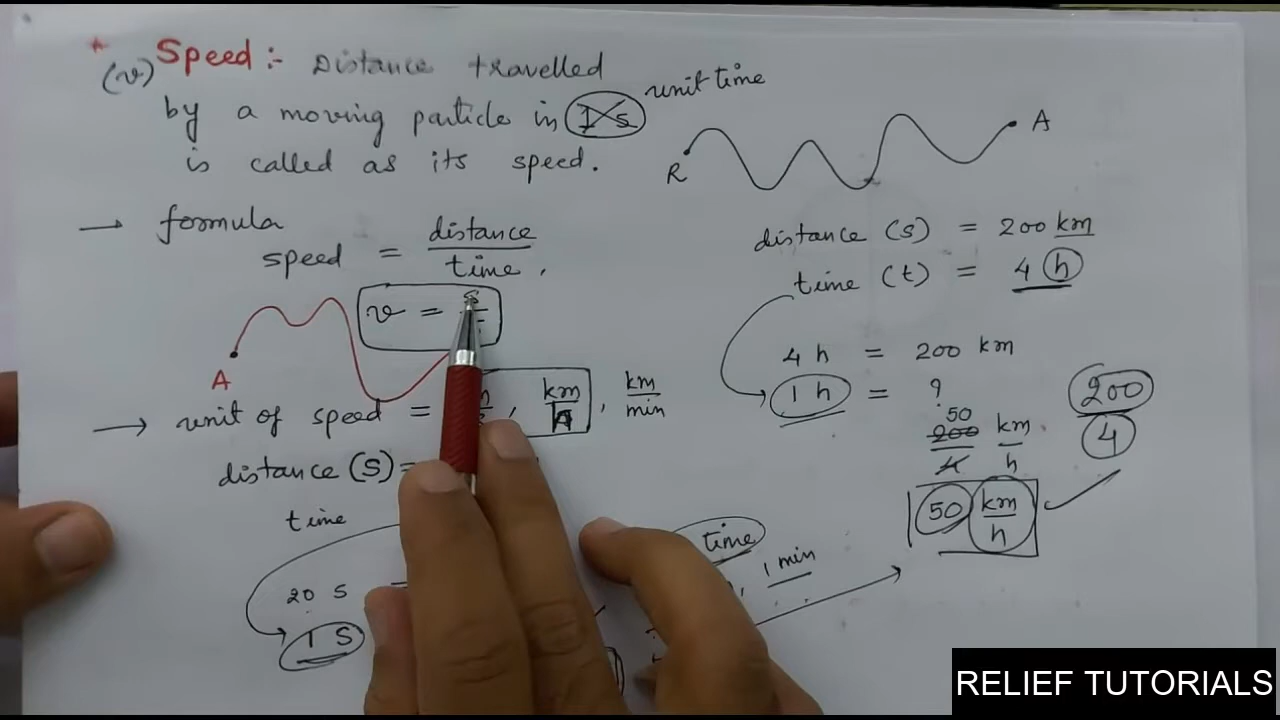 * Speed :- Distance travelled
(v)
by a moving particle in 1 s unit time
is called as its speed.
R A
→ formula
speed = distance / time.
v = s
A
→ unit of speed = , km/h , km/min
distance (s) =
time
20 s
1 s
distance (s) = 200 km
time (t) = 4 h
4 h = 200 km
1 h = ?
50
200/4 km/h
200/4
50 km/h
time
, 1 min
RELIEF TUTORIALS